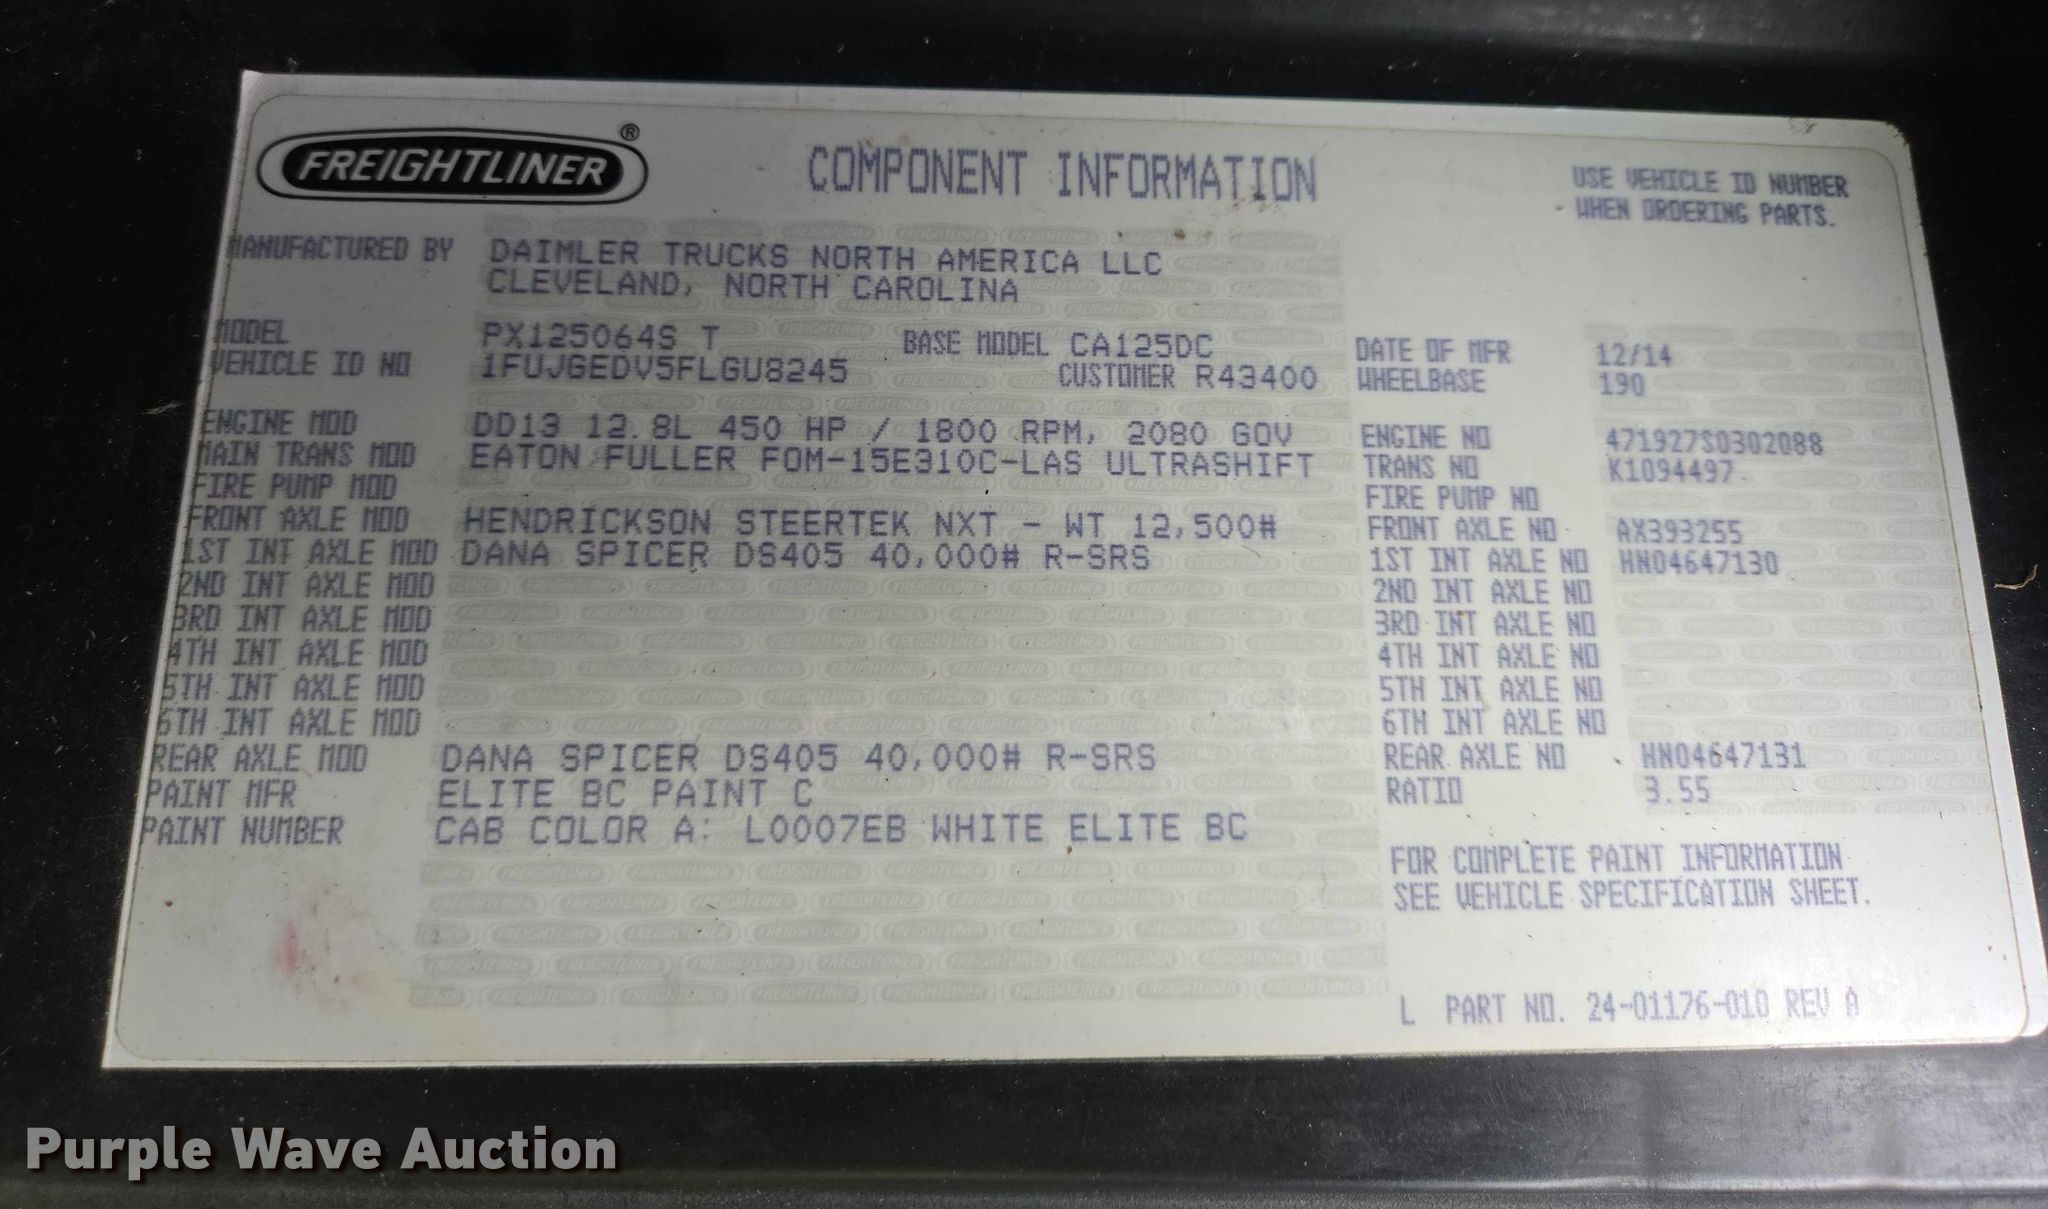 FREIGHTLINER ® COMPONENT INFORMATION USE VEHICLE ID NUMBER
WHEN ORDERING PARTS.
MANUFACTURED BY DAIMLER TRUCKS NORTH AMERICA LLC
CLEVELAND, NORTH CAROLINA
MODEL PX125064S T BASE MODEL CA125DC DATE OF MFR 12/14
VEHICLE ID NO 1FUJGEDV5FLGU8245 CUSTOMER R43400 WHEELBASE 190
ENGINE MOD DD13 12.8L 450 HP / 1800 RPM, 2080 GOV ENGINE NO 471927S0302088
MAIN TRANS MOD EATON FULLER FOM-15E310C-LAS ULTRASHIFT TRANS NO K1094497
FIRE PUMP MOD FIRE PUMP NO
FRONT AXLE MOD HENDRICKSON STEERTEK NXT - WT 12,500# FRONT AXLE NO AX393255
1ST INT AXLE MOD DANA SPICER DS405 40,000# R-SRS 1ST INT AXLE NO HN04647130
2ND INT AXLE MOD 2ND INT AXLE NO
3RD INT AXLE MOD 3RD INT AXLE NO
4TH INT AXLE MOD 4TH INT AXLE NO
5TH INT AXLE MOD 5TH INT AXLE NO
6TH INT AXLE MOD 6TH INT AXLE NO
REAR AXLE MOD DANA SPICER DS405 40,000# R-SRS REAR AXLE NO HN04647131
PAINT MFR ELITE BC PAINT C RATIO 3.55
PAINT NUMBER CAB COLOR A: L0007EB WHITE ELITE BC
FOR COMPLETE PAINT INFORMATION
SEE VEHICLE SPECIFICATION SHEET.
L PART NO. 24-01176-010 REV A
Purple Wave Auction